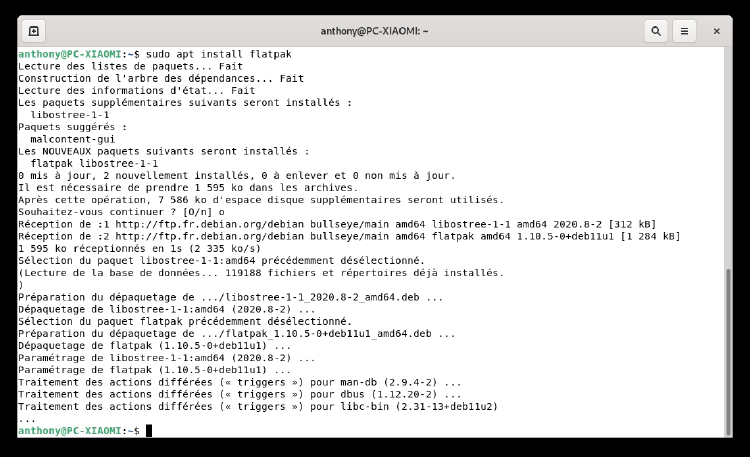 anthony@PC-XIAOMI: ~
anthony@PC-XIAOMI:~$ sudo apt install flatpak
Lecture des listes de paquets... Fait
Construction de l'arbre des dépendances... Fait
Lecture des informations d'état... Fait
Les paquets supplémentaires suivants seront installés :
  libostree-1-1
Paquets suggérés :
  malcontent-gui
Les NOUVEAUX paquets suivants seront installés :
  flatpak libostree-1-1
0 mis à jour, 2 nouvellement installés, 0 à enlever et 0 non mis à jour.
Il est nécessaire de prendre 1 595 ko dans les archives.
Après cette opération, 7 586 ko d'espace disque supplémentaires seront utilisés.
Souhaitez-vous continuer ? [O/n] o
Réception de :1 http://ftp.fr.debian.org/debian bullseye/main amd64 libostree-1-1 amd64 2020.8-2 [312 kB]
Réception de :2 http://ftp.fr.debian.org/debian bullseye/main amd64 flatpak amd64 1.10.5-0+deb11u1 [1 284 kB]
1 595 ko réceptionnés en 1s (2 335 ko/s)
Sélection du paquet libostree-1-1:amd64 précédemment désélectionné.
(Lecture de la base de données... 119188 fichiers et répertoires déjà installés.
)
Préparation du dépaquetage de .../libostree-1-1_2020.8-2_amd64.deb ...
Dépaquetage de libostree-1-1:amd64 (2020.8-2) ...
Sélection du paquet flatpak précédemment désélectionné.
Préparation du dépaquetage de .../flatpak_1.10.5-0+deb11u1_amd64.deb ...
Dépaquetage de flatpak (1.10.5-0+deb11u1) ...
Paramétrage de libostree-1-1:amd64 (2020.8-2) ...
Paramétrage de flatpak (1.10.5-0+deb11u1) ...
Traitement des actions différées (« triggers ») pour man-db (2.9.4-2) ...
Traitement des actions différées (« triggers ») pour dbus (1.12.20-2) ...
Traitement des actions différées (« triggers ») pour libc-bin (2.31-13+deb11u2)
...
anthony@PC-XIAOMI:~$